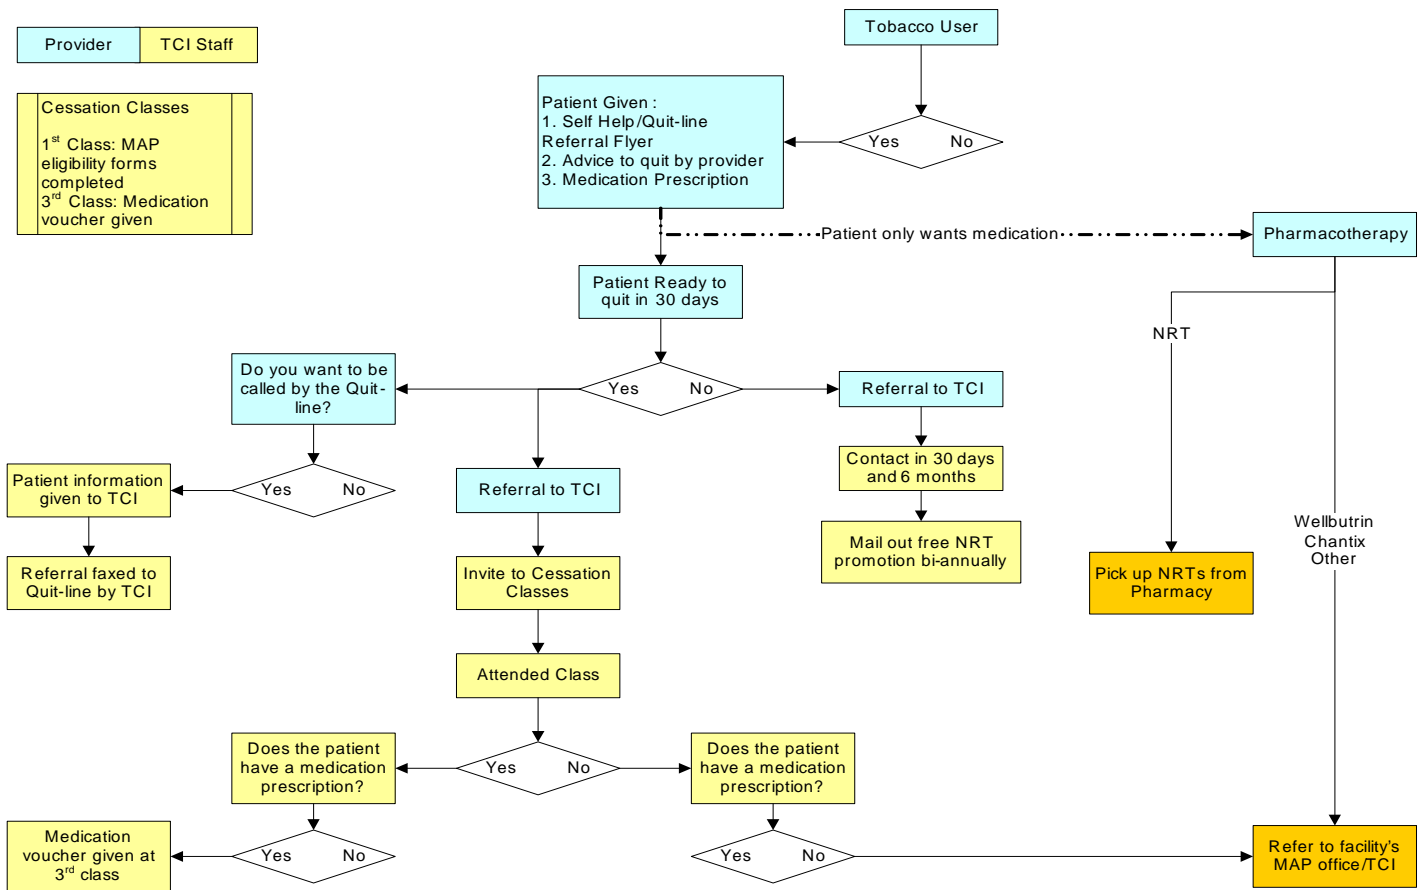 Provider
TCI Staff
Tobacco User
Cessation Classes
1st Class: MAP
eligibility forms
completed
3rd Class: Medication
voucher given
Patient Given :
1. Self Help/Quit-line
Referral Flyer
2. Advice to quit by provider
3. Medication Prescription
Yes No
Patient only wants medication
Pharmacotherapy
Patient Ready to
quit in 30 days
NRT
Do you want to be
called by the Quit-
line?
Yes No
Referral to TCI
Contact in 30 days
and 6 months
Mail out free NRT
promotion bi-annually
Patient information
given to TCI
Yes No
Referral to TCI
Referral faxed to
Quit-line by TCI
Invite to Cessation
Classes
Wellbutrin
Chantix
Other
Pick up NRTs from
Pharmacy
Attended Class
Does the patient
have a medication
prescription?
Yes No
Does the patient
have a medication
prescription?
Medication
voucher given at
3rd class
Yes No
Yes No
Refer to facility's
MAP office/TCI